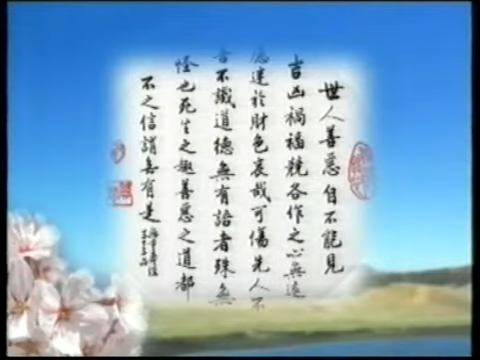 世人善惡自不能見
吉凶禍福競各作之心無遠
於財色哀哉可傷先人不
善不識道德無有語者殊無
怪也死生之趣善惡之道都
不之信謂無有是